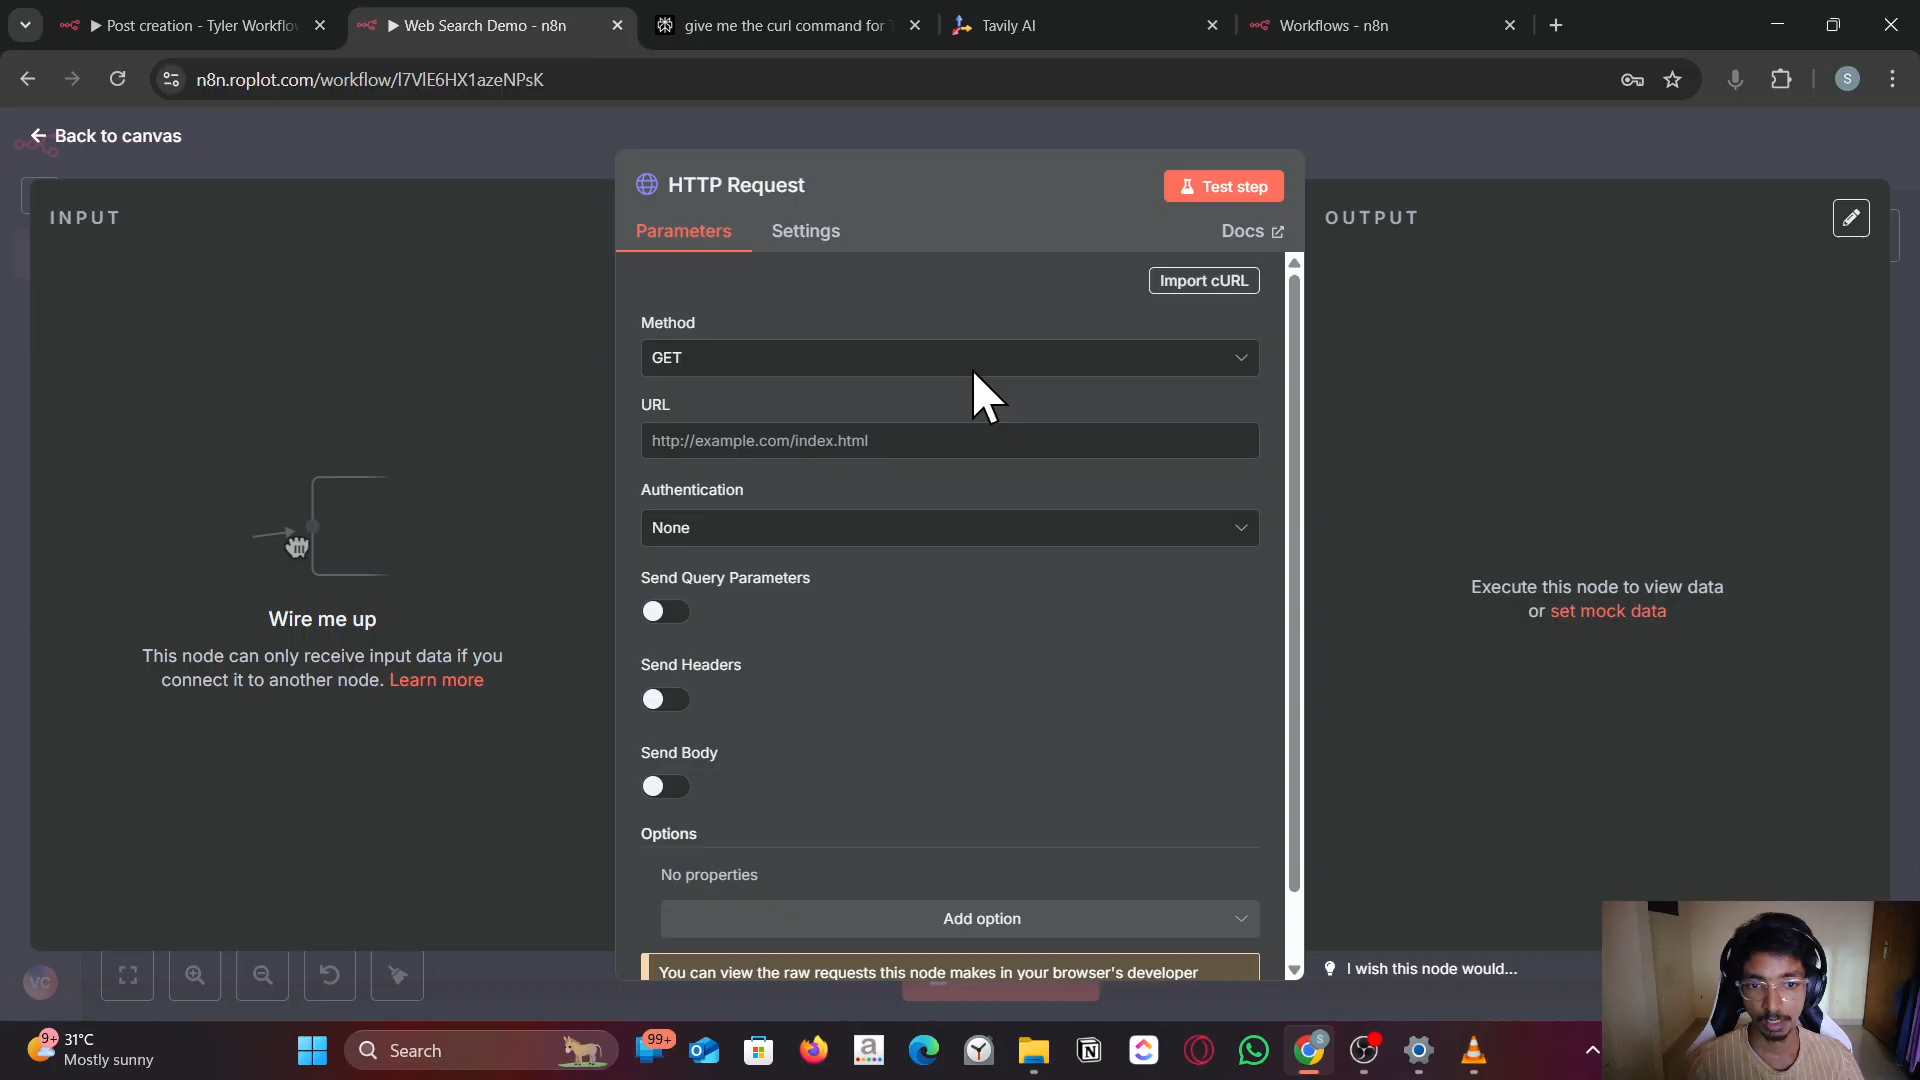 ▶ Post creation - Tyler Workflo
▶ Web Search Demo - n8n
give me the curl command for
Tavily AI
Workflows - n8n
n8n.roplot.com/workflow/l7VlE6HX1azeNPsK
S
Back to canvas
HTTP Request
Test step
INPUT
Parameters
Settings
Docs
OUTPUT
Import cURL
Method
GET
URL
http://example.com/index.html
Authentication
None
Send Query Parameters
Execute this node to view data
or set mock data
Wire me up
This node can only receive input data if you
connect it to another node. Learn more
Send Headers
Send Body
Options
No properties
Add option
You can view the raw requests this node makes in your browser's developer
I wish this node would...
VC
9+
31°C
Mostly sunny
Search
99+